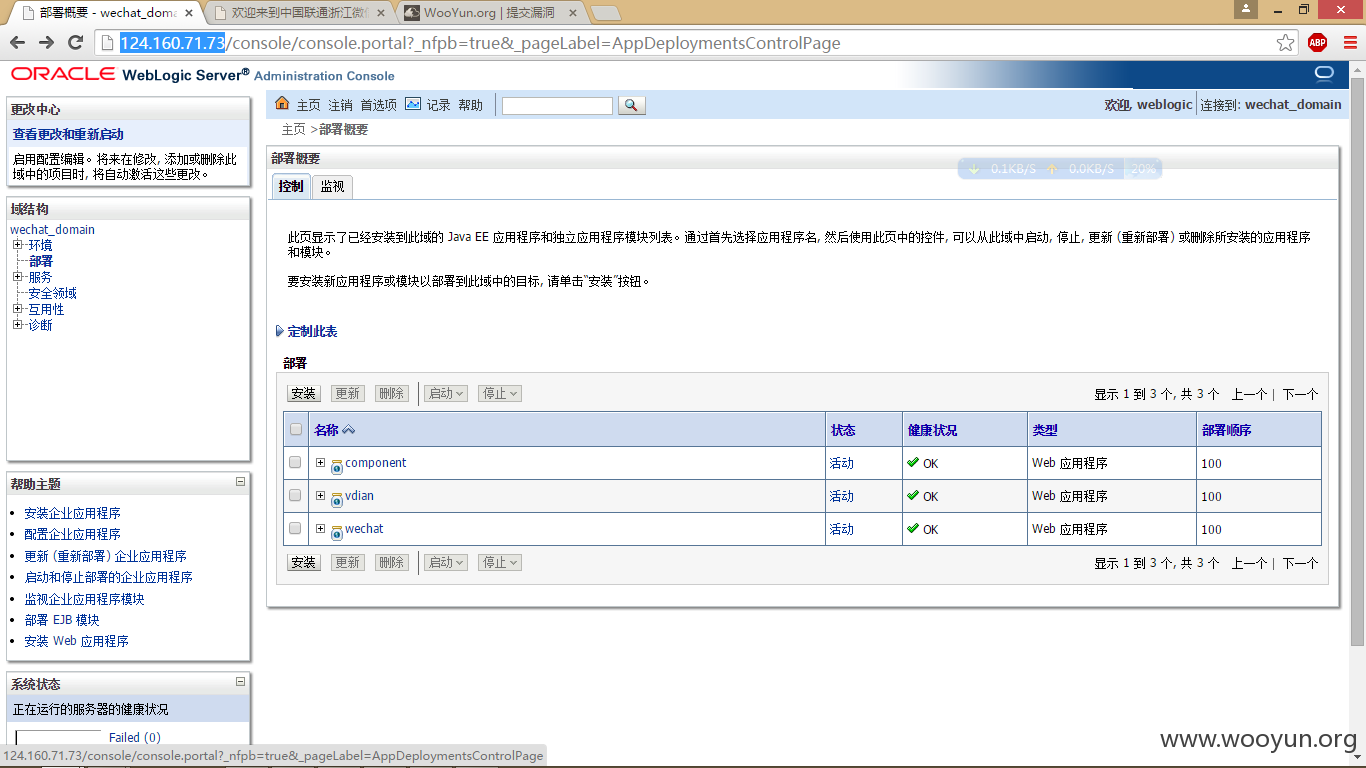 部署概要 - wechat_doma
欢迎来到中国联通浙江微信
WooYun.org | 提交漏洞
124.160.71.73/console/console.portal?_nfpb=true&_pageLabel=AppDeploymentsControlPage
ABP
ORACLE WebLogic Server® Administration Console
更改中心
查看更改和重新启动
启用配置编辑。将来在修改, 添加或删除此
域中的项目时, 将自动激活这些更改。
域结构
wechat_domain
环境
部署
服务
安全领域
互用性
诊断
帮助主题
安装企业应用程序
配置企业应用程序
更新 (重新部署) 企业应用程序
启动和停止部署的企业应用程序
监视企业应用程序模块
部署 EJB 模块
安装 Web 应用程序
系统状态
正在运行的服务器的健康状况
Failed (0)
主页 注销 首选项 记录 帮助
欢迎, weblogic 连接到: wechat_domain
主页 >部署概要
部署概要
0.1KB/S 0.0KB/S 20%
控制 监视
此页显示了已经安装到此域的 Java EE 应用程序和独立应用程序模块列表。通过首先选择应用程序名, 然后使用此页中的控件, 可以从此域中启动, 停止, 更新 (重新部署) 或删除所安装的应用程序
和模块。
要安装新应用程序或模块以部署到此域中的目标, 请单击“安装”按钮。
定制此表
部署
安装 更新 删除 启动 停止 显示 1 到 3 个, 共 3 个 上一个 | 下一个
名称 状态 健康状况 类型 部署顺序
component 活动 OK Web 应用程序 100
vdian 活动 OK Web 应用程序 100
wechat 活动 OK Web 应用程序 100
安装 更新 删除 启动 停止 显示 1 到 3 个, 共 3 个 上一个 | 下一个
124.160.71.73/console/console.portal?_nfpb=true&_pageLabel=AppDeploymentsControlPage
www.wooyun.org